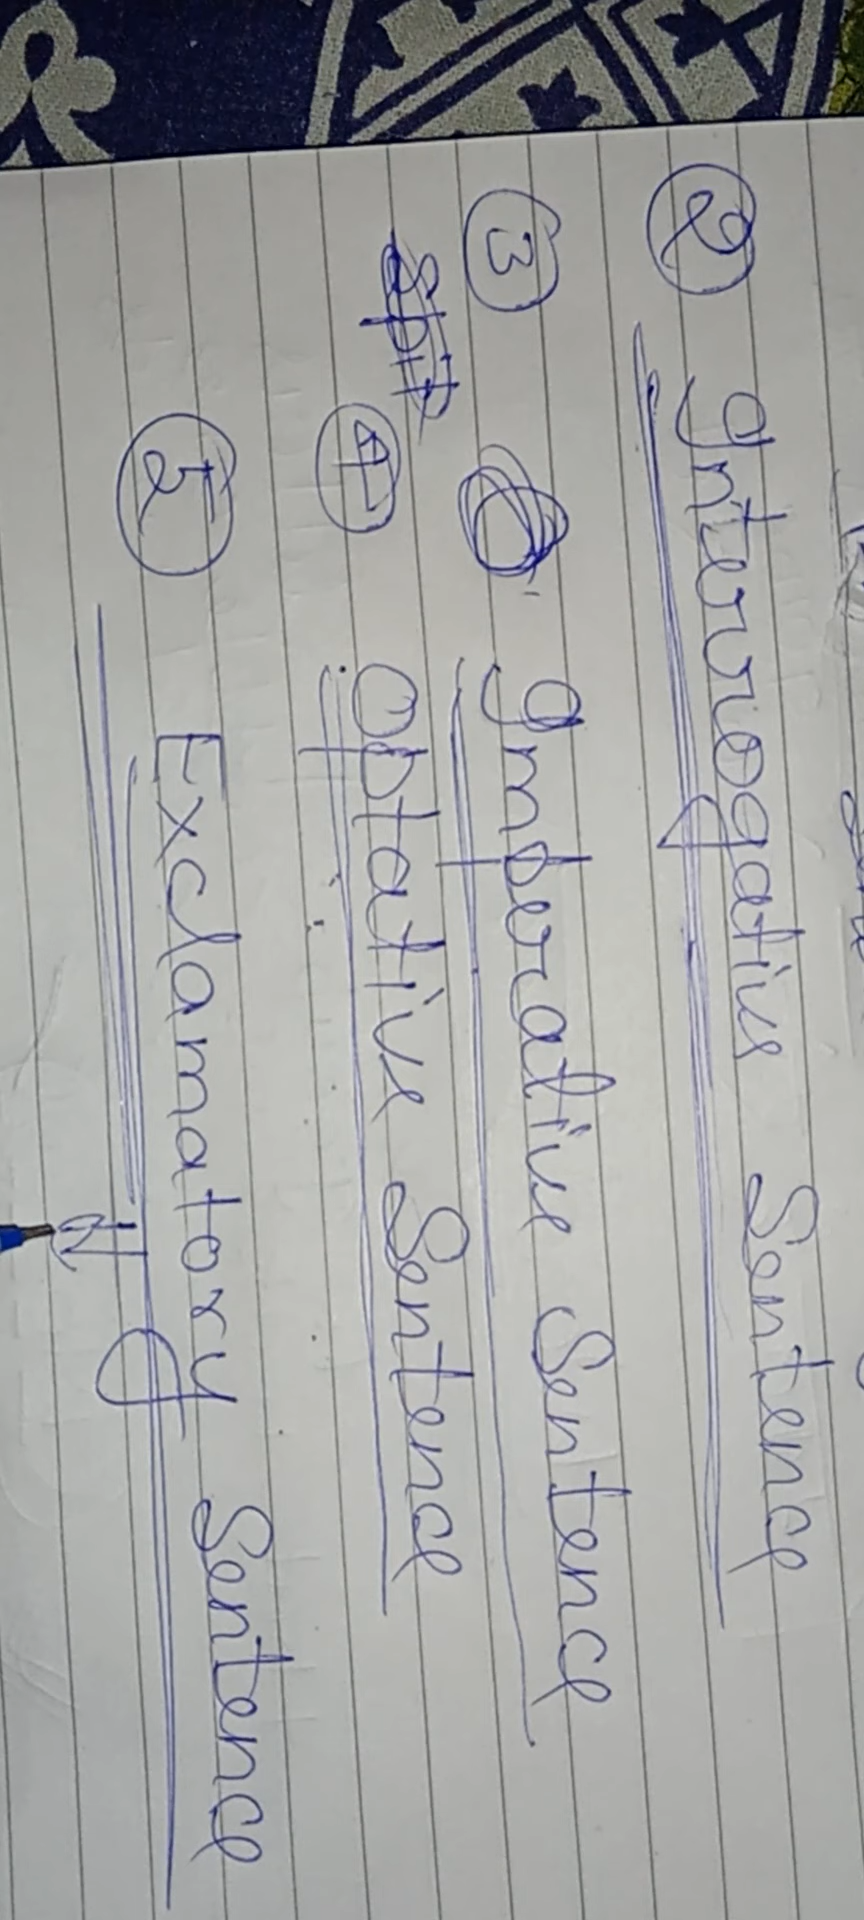 ② Interrogative Sentence
③ Imperative Sentence
④ Optative Sentence
⑤ Exclamatory Sentence